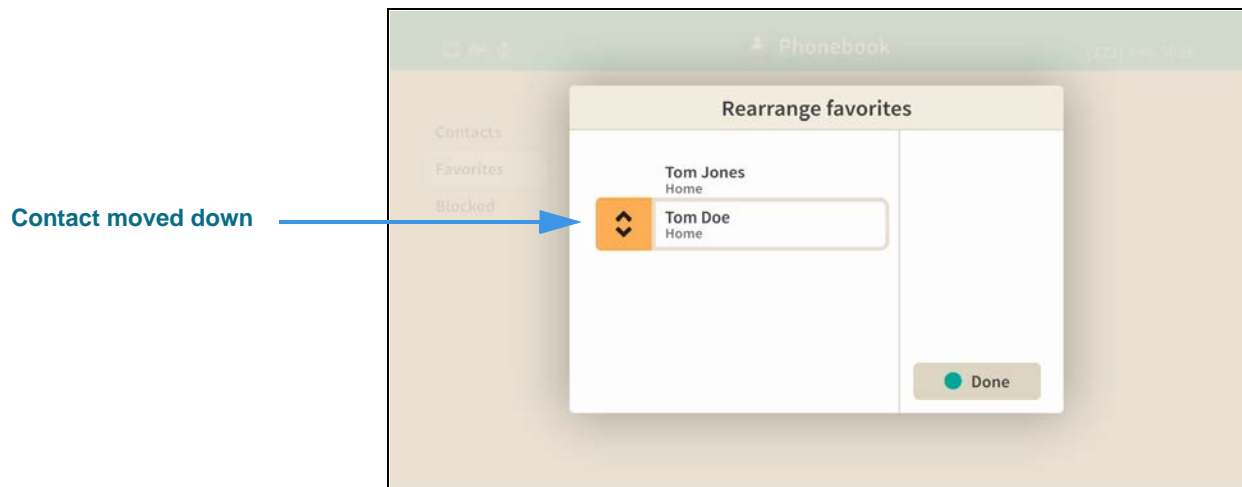 Phonebook
Rearrange favorites
Contacts
Favorites
Blocked
Tom Jones
Home
Contact moved down
Tom Doe
Home
Done